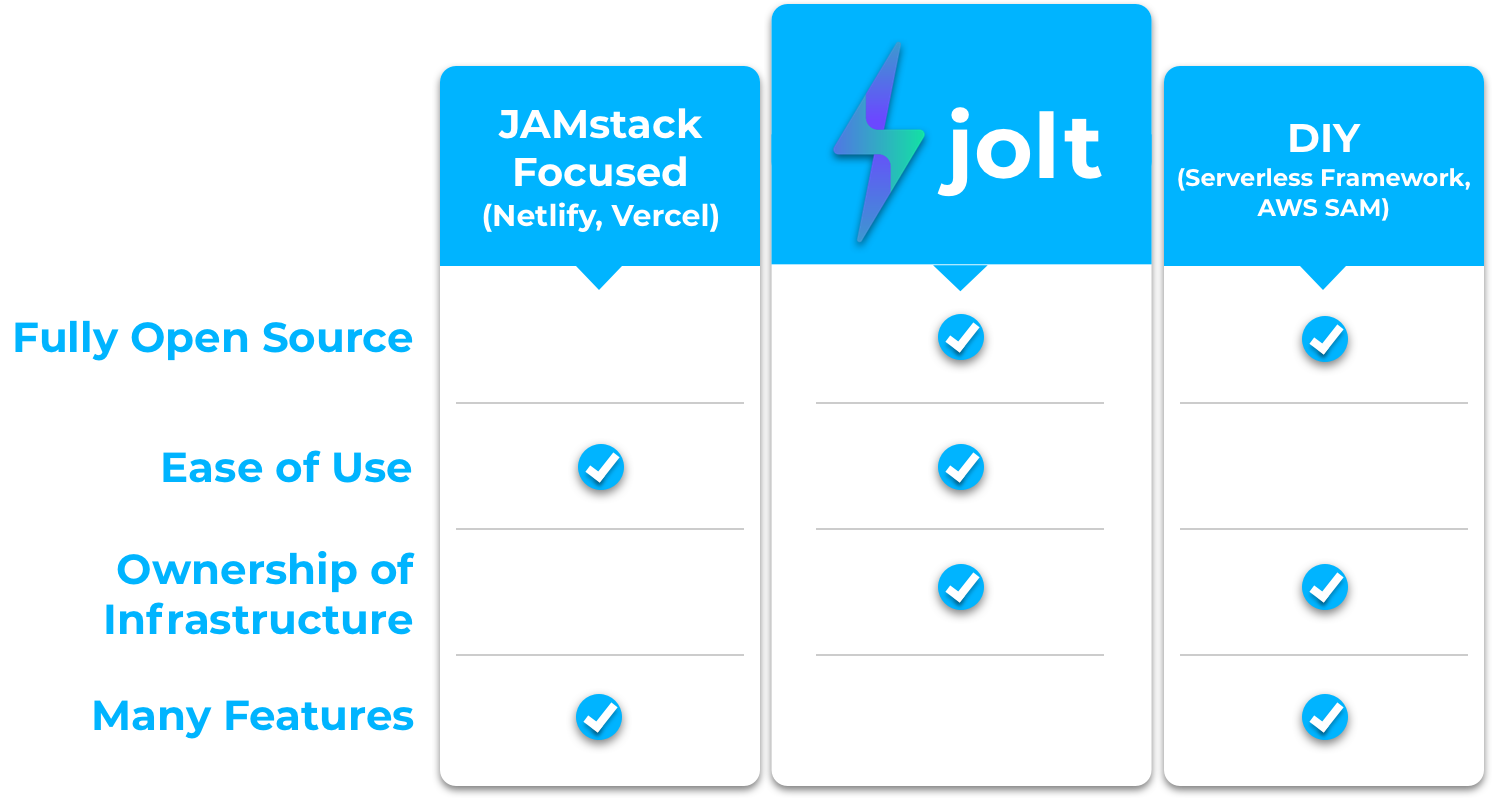 JAMstack
Focused
(Netlify, Vercel)
jolt
DIY
(Serverless Framework,
AWS SAM)
Fully Open Source
Ease of Use
Ownership of
Infrastructure
Many Features